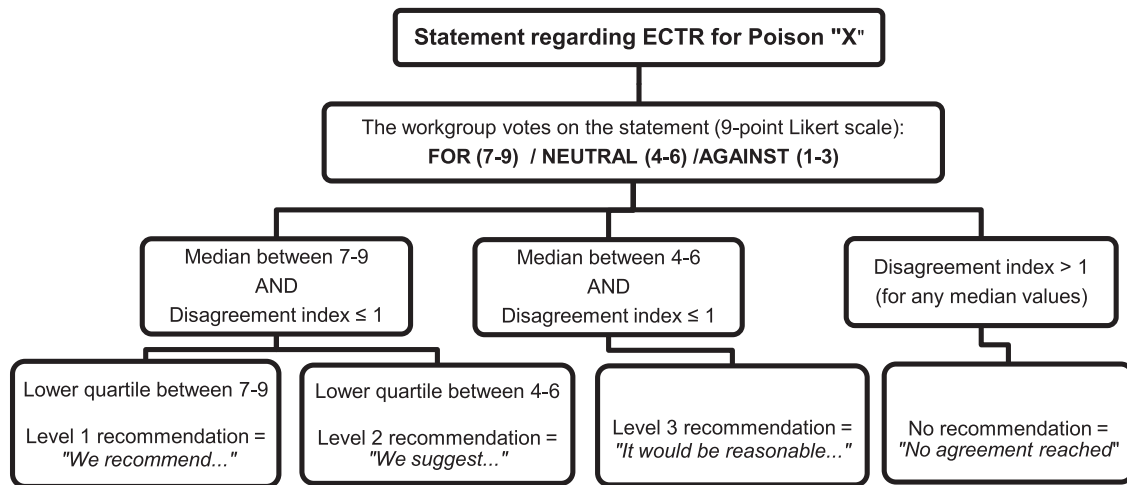 Statement regarding ECTR for Poison "X"
The workgroup votes on the statement (9-point Likert scale):
FOR (7-9) / NEUTRAL (4-6) /AGAINST (1-3)
Median between 7-9
AND
Disagreement index ≤ 1
Median between 4-6
AND
Disagreement index ≤ 1
Disagreement index > 1
(for any median values)
Lower quartile between 7-9
Level 1 recommendation =
"We recommend..."
Lower quartile between 4-6
Level 2 recommendation =
"We suggest..."
Level 3 recommendation =
"It would be reasonable..."
No recommendation =
"No agreement reached"